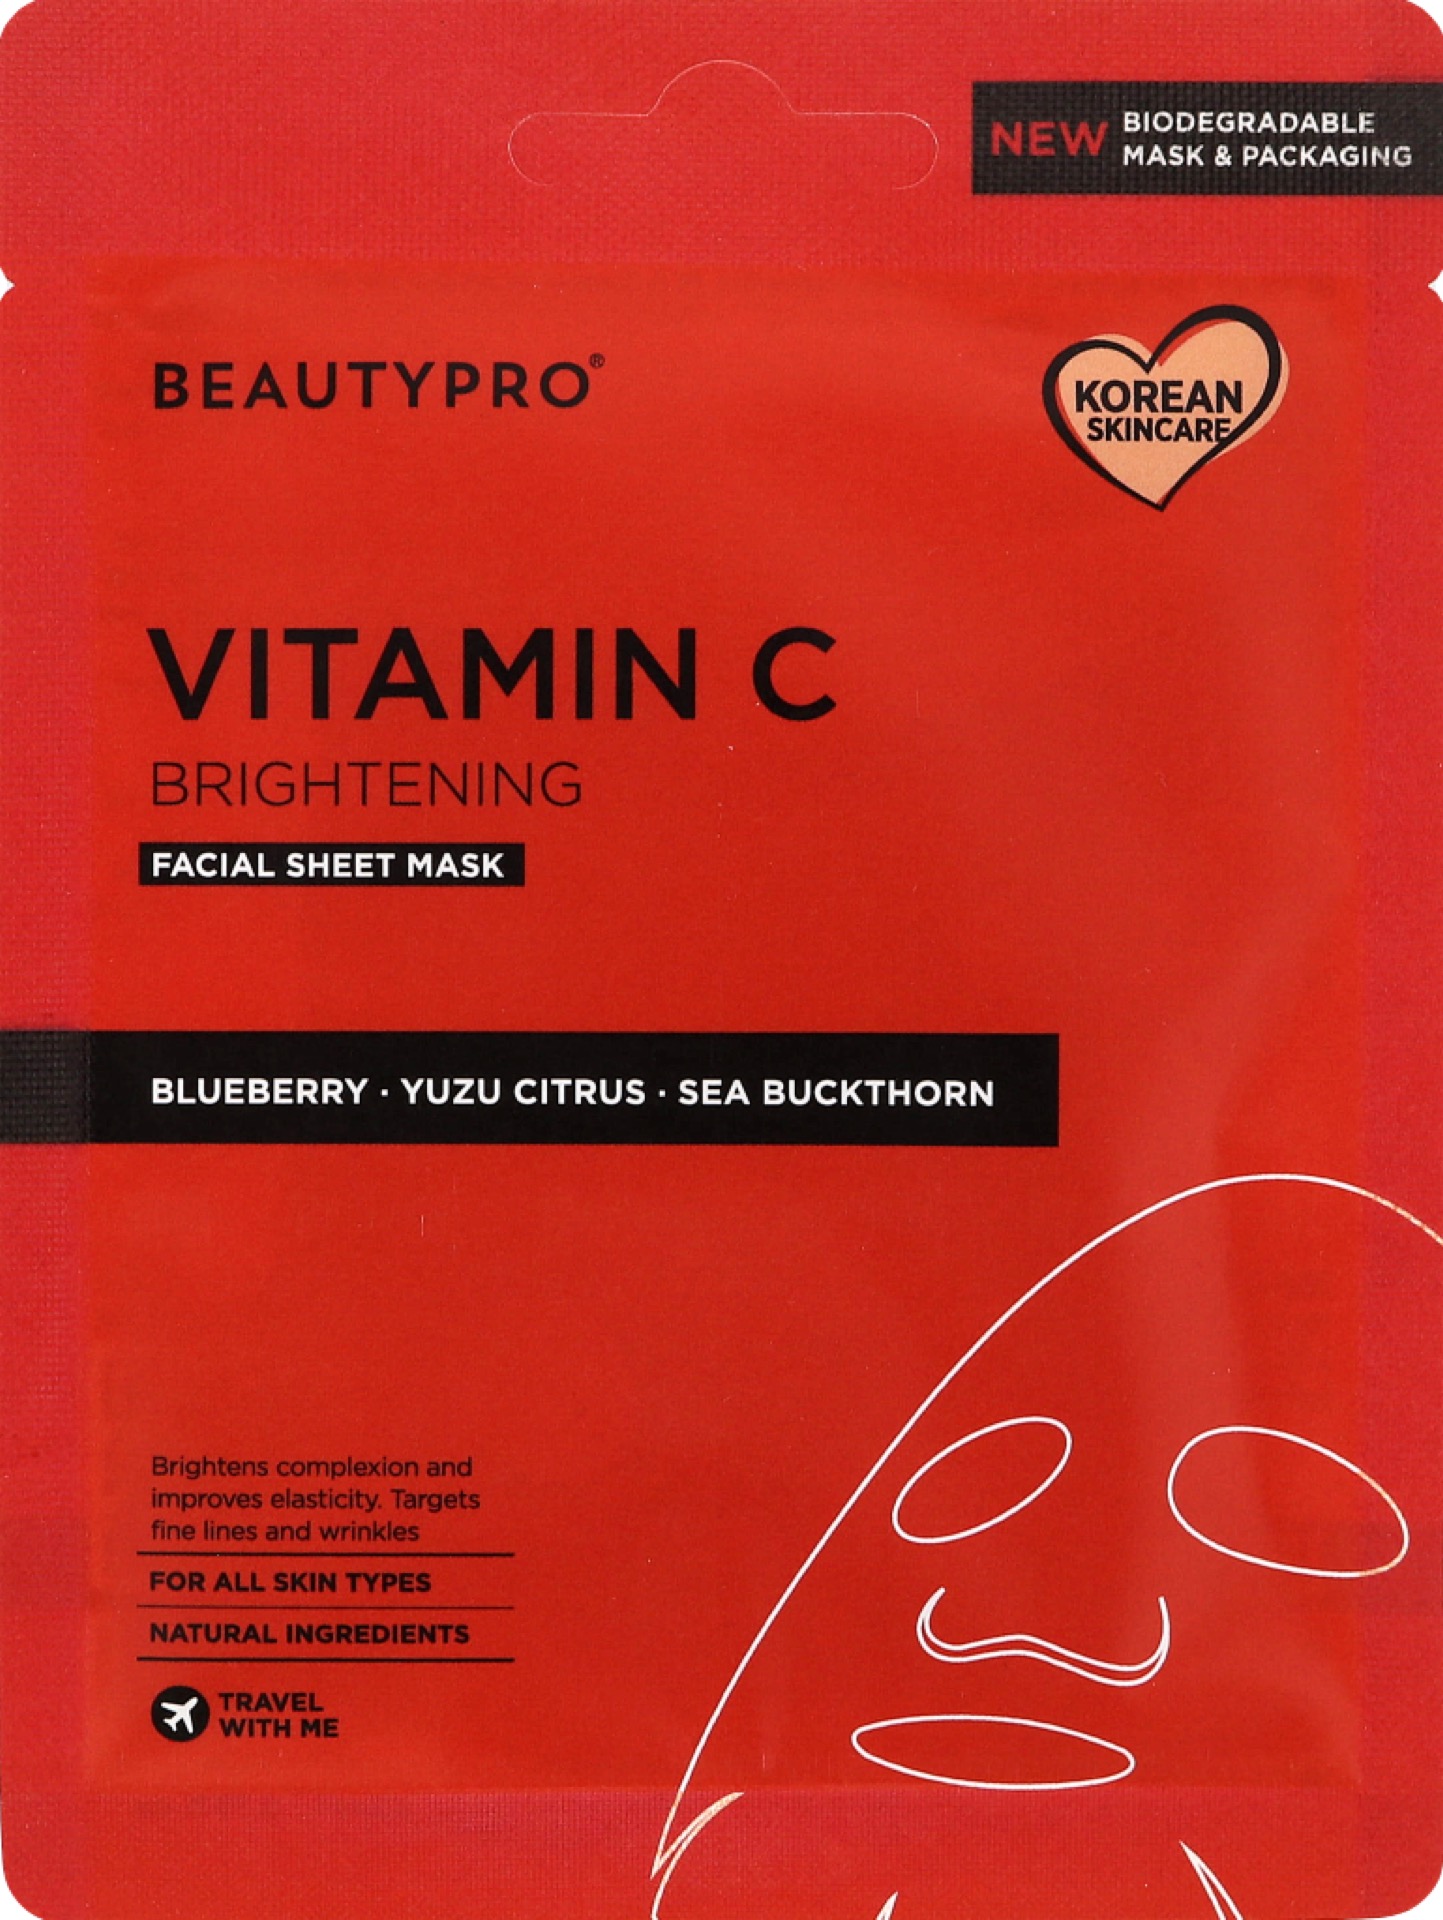 NEW BIODEGRADABLE
MASK & PACKAGING
BEAUTYPRO®
KOREAN
SKINCARE
VITAMIN C
BRIGHTENING
FACIAL SHEET MASK
BLUEBERRY · YUZU CITRUS · SEA BUCKTHORN
Brightens complexion and
improves elasticity. Targets
fine lines and wrinkles
FOR ALL SKIN TYPES
NATURAL INGREDIENTS
TRAVEL
WITH ME